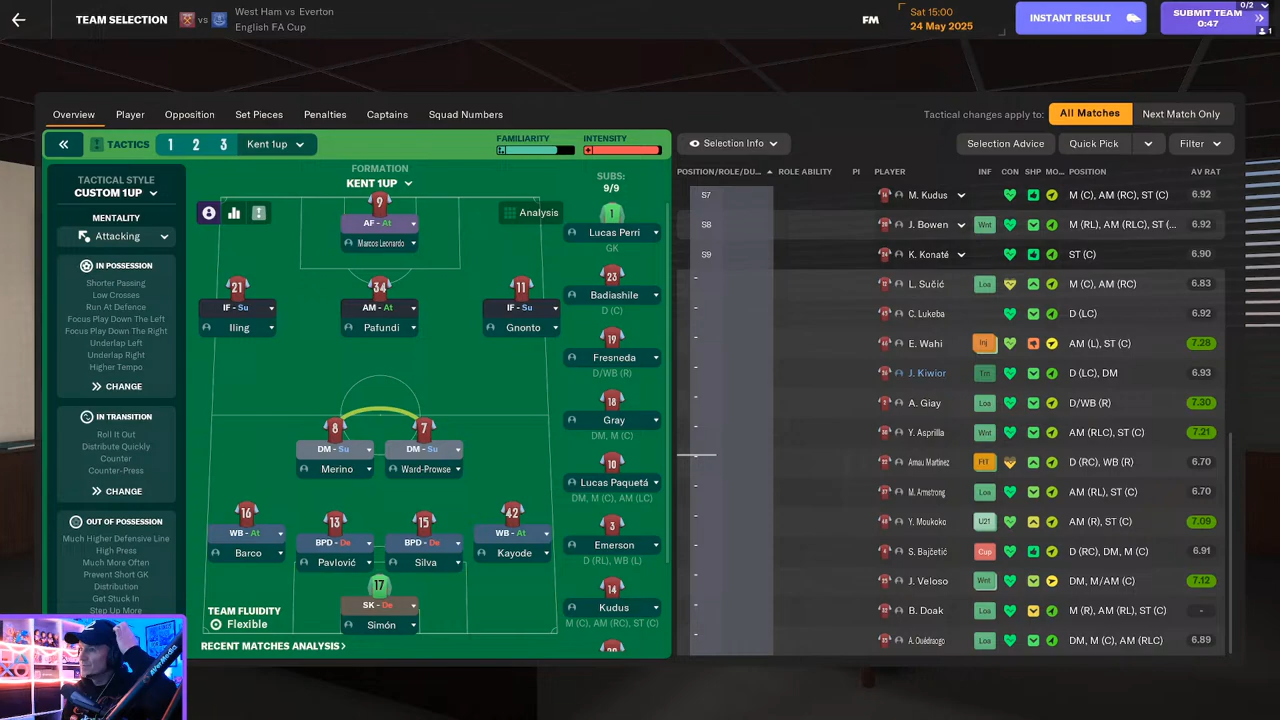 TEAM SELECTION
vs
West Ham vs Everton
English FA Cup
FM
Sat 15:00
24 May 2025
INSTANT RESULT
SUBMIT TEAM
0:47
0/2
1
Overview
Player
Opposition
Set Pieces
Penalties
Captains
Squad Numbers
Tactical changes apply to:
All Matches
Next Match Only
TACTICS
1 2 3
Kent 1up
FAMILIARITY
INTENSITY
Selection Info
Selection Advice
Quick Pick
Filter
TACTICAL STYLE
CUSTOM 1UP
MENTALITY
Attacking
IN POSSESSION
Shorter Passing
Low Crosses
Run At Defence
Focus Play Down The Left
Focus Play Down The Right
Underlap Left
Underlap Right
Higher Tempo
CHANGE
IN TRANSITION
Roll It Out
Distribute Quickly
Counter
Counter-Press
CHANGE
OUT OF POSSESSION
Much Higher Defensive Line
High Press
Much More Often
Prevent Short GK
Distribution
Get Stuck In
Step Up More
FORMATION
KENT 1UP
Analysis
9
AF - At
Marcos Leonardo
21
IF - Su
Iling
34
AM - At
Pafundi
11
IF - Su
Gnonto
8
DM - Su
Merino
7
DM - Su
Ward-Prowse
16
WB - At
Barco
13
BPD - De
Pavlović
15
BPD - De
Silva
42
WB - At
Kayode
17
SK - De
Simón
TEAM FLUIDITY
Flexible
RECENT MATCHES ANALYSIS
SUBS:
9/9
1
Lucas Perri
GK
23
Badiashile
D (C)
19
Fresneda
D/WB (R)
18
Gray
DM, M (C)
10
Lucas Paquetá
DM, M (C), AM (LC)
3
Emerson
D (RL), WB (L)
14
Kudus
M (C), AM (RC), ST (C)
POSITION/ROLE/DU... ROLE ABILITY PI PLAYER INF CON SHP MO... POSITION AV RAT
S7 M. Kudus M (C), AM (RC), ST (C) 6.92
S8 J. Bowen Wnt M (RL), AM (RLC), ST (... 6.92
S9 K. Konaté ST (C) 6.90
- L. Sučić Loa M (C), AM (RC) 6.83
- C. Lukeba D (LC) 6.92
- E. Wahi Inj AM (L), ST (C) 7.28
- J. Kiwior Trn D (LC), DM 6.93
- A. Giay Loa D/WB (R) 7.30
- Y. Asprilla Wnt AM (RLC), ST (C) 7.21
- Arnau Martínez FIT D (RC), WB (R) 6.70
- M. Armstrong Loa AM (RL), ST (C) 6.70
- Y. Moukoko U21 AM (R), ST (C) 7.09
- S. Bajčetić Cup D (RC), DM, M (C) 6.91
- J. Veloso Wnt DM, M/AM (C) 7.12
- B. Doak Loa M (R), AM (RL), ST (C) -
- A. Ouédraogo Loa DM, M (C), AM (RLC) 6.89